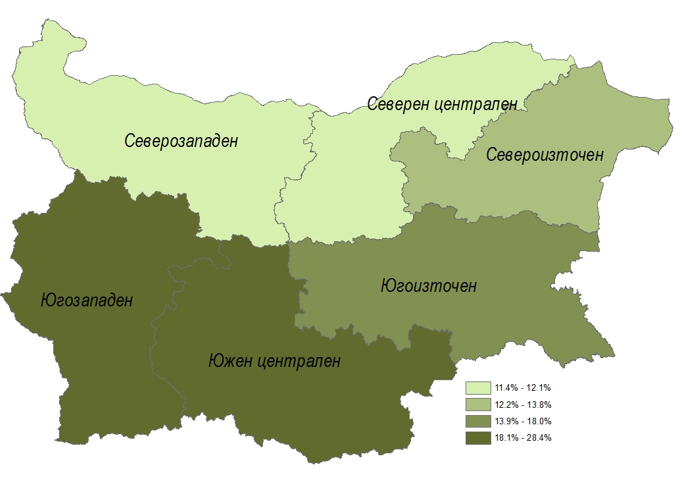 Северен централен
Северозападен
Североизточен
Югоизточен
Югозападен
Южен централен
11.4% - 12.1%
12.2% - 13.8%
13.9% - 18.0%
18.1% - 28.4%